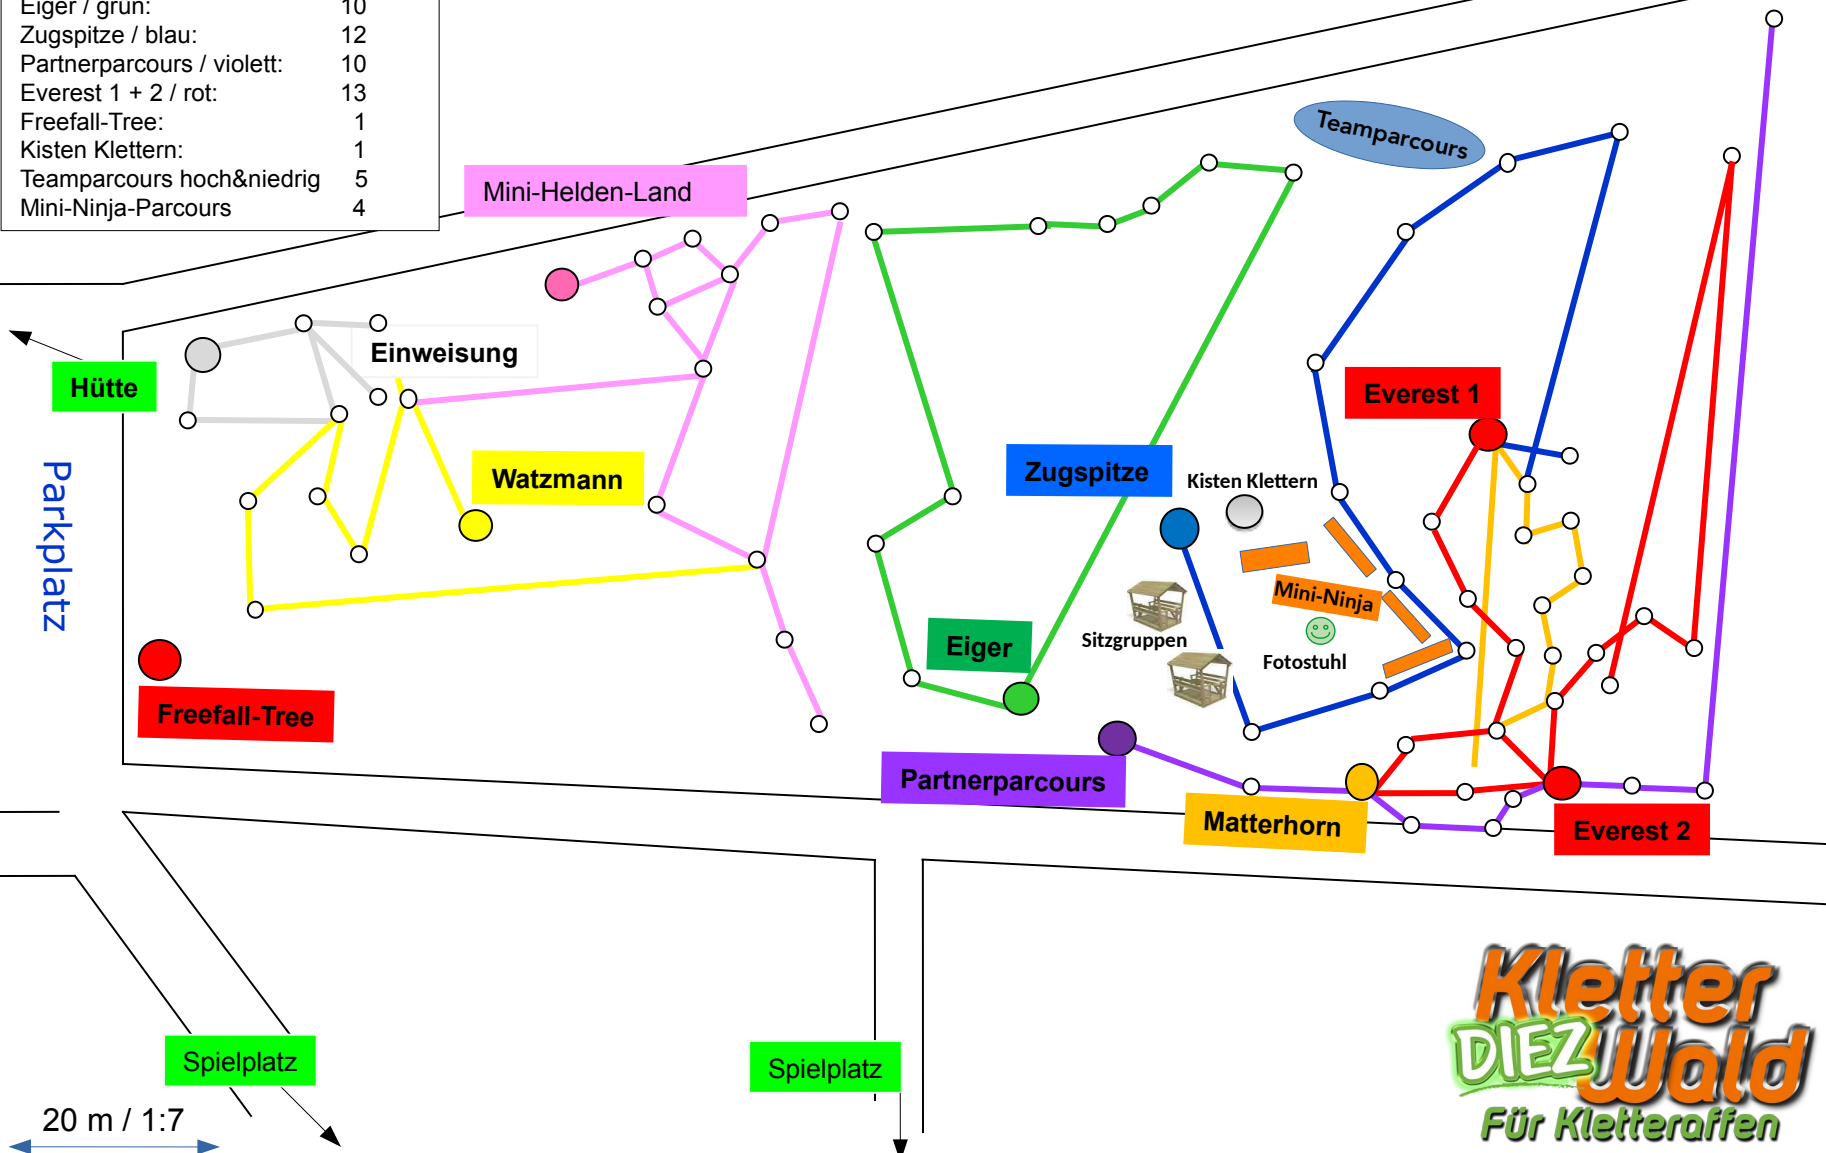 Eiger / grün: 10
Zugspitze / blau: 12
Partnerparcours / violett: 10
Everest 1 + 2 / rot: 13
Freefall-Tree: 1
Kisten Klettern: 1
Teamparcours hoch&niedrig 5
Mini-Ninja-Parcours 4
Mini-Helden-Land
Teamparcours
Einweisung
Hütte
Everest 1
Watzmann
Zugspitze
Kisten Klettern
Parkplatz
Mini-Ninja
Sitzgruppen
Eiger
Fotostuhl
Freefall-Tree
Partnerparcours
Matterhorn
Everest 2
Spielplatz
Spielplatz
20 m / 1:7
Kletter
DIEZ Wald
Für Kletteraffen